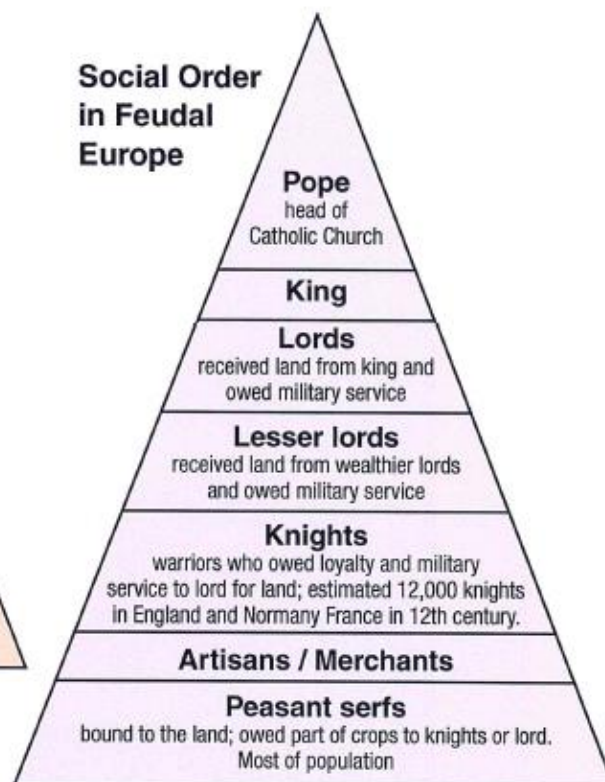 Social Order
in Feudal
Europe
Pope
head of
Catholic Church
King
Lords
received land from king and
owed military service
Lesser lords
received land from wealthier lords
and owed military service
Knights
warriors who owed loyalty and military
service to lord for land; estimated 12,000 knights
in England and Normany France in 12th century.
Artisans / Merchants
Peasant serfs
bound to the land; owed part of crops to knights or lord.
Most of population